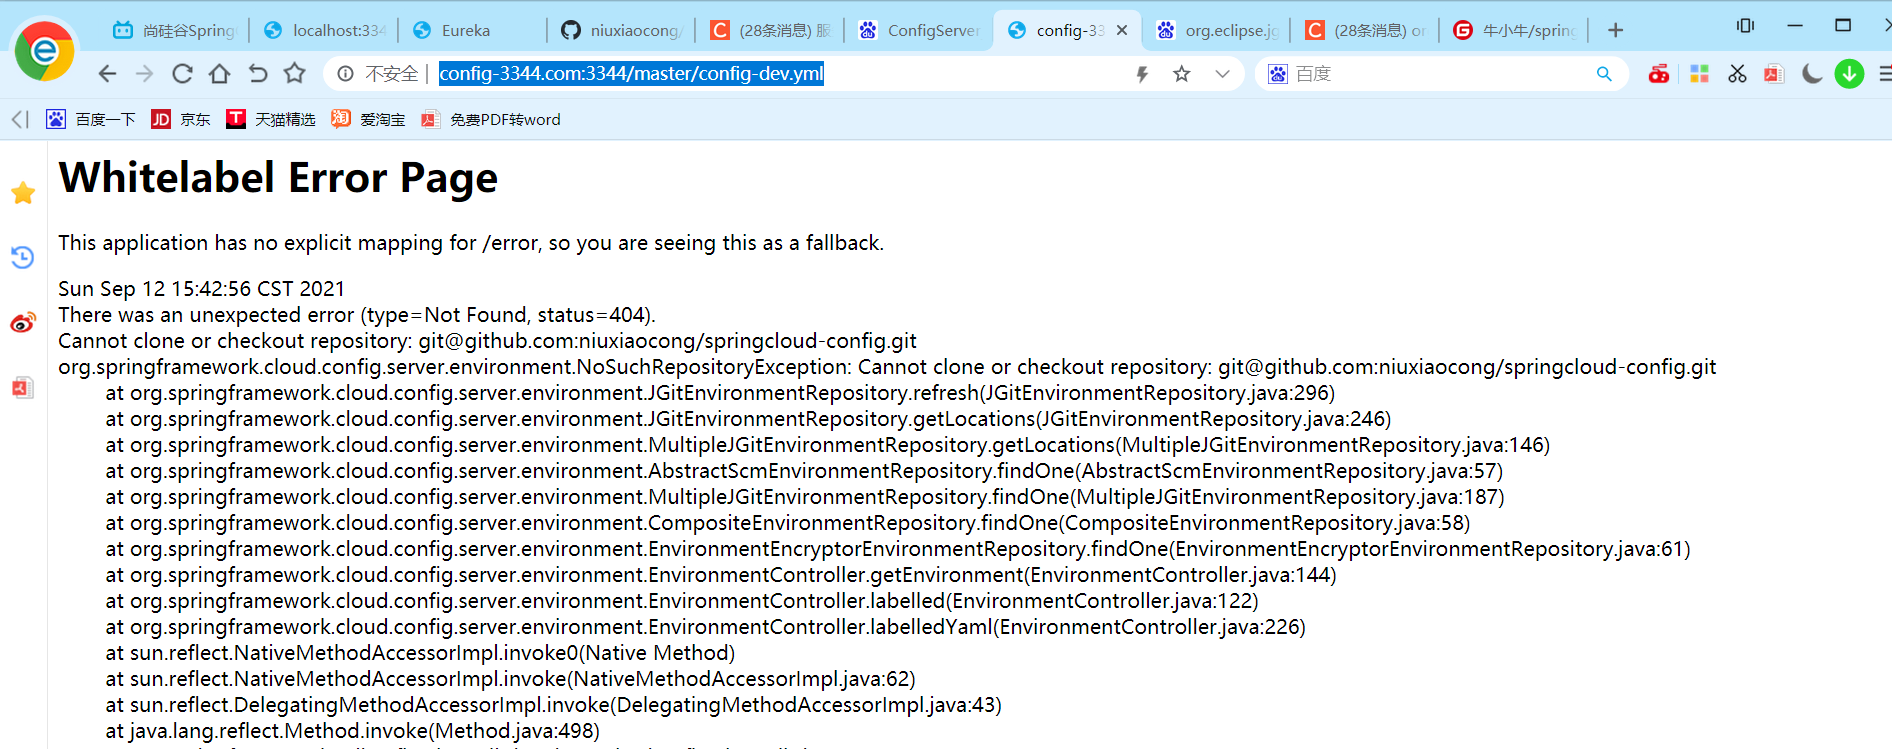 尚硅谷Spring
localhost:334
Eureka
niuxiaocong/
(28条消息) 服
ConfigServer
config-33
org.eclipse.jg
(28条消息) or
牛小牛/spring
不安全
config-3344.com:3344/master/config-dev.yml
百度
百度一下
JD 京东
T 天猫精选
淘 爱淘宝
免费PDF转word
Whitelabel Error Page
This application has no explicit mapping for /error, so you are seeing this as a fallback.
Sun Sep 12 15:42:56 CST 2021
There was an unexpected error (type=Not Found, status=404).
Cannot clone or checkout repository: git@github.com:niuxiaocong/springcloud-config.git
org.springframework.cloud.config.server.environment.NoSuchRepositoryException: Cannot clone or checkout repository: git@github.com:niuxiaocong/springcloud-config.git
at org.springframework.cloud.config.server.environment.JGitEnvironmentRepository.refresh(JGitEnvironmentRepository.java:296)
at org.springframework.cloud.config.server.environment.JGitEnvironmentRepository.getLocations(JGitEnvironmentRepository.java:246)
at org.springframework.cloud.config.server.environment.MultipleJGitEnvironmentRepository.getLocations(MultipleJGitEnvironmentRepository.java:146)
at org.springframework.cloud.config.server.environment.AbstractScmEnvironmentRepository.findOne(AbstractScmEnvironmentRepository.java:57)
at org.springframework.cloud.config.server.environment.MultipleJGitEnvironmentRepository.findOne(MultipleJGitEnvironmentRepository.java:187)
at org.springframework.cloud.config.server.environment.CompositeEnvironmentRepository.findOne(CompositeEnvironmentRepository.java:58)
at org.springframework.cloud.config.server.environment.EnvironmentEncryptorEnvironmentRepository.findOne(EnvironmentEncryptorEnvironmentRepository.java:61)
at org.springframework.cloud.config.server.environment.EnvironmentController.getEnvironment(EnvironmentController.java:144)
at org.springframework.cloud.config.server.environment.EnvironmentController.labelled(EnvironmentController.java:122)
at org.springframework.cloud.config.server.environment.EnvironmentController.labelledYaml(EnvironmentController.java:226)
at sun.reflect.NativeMethodAccessorImpl.invoke0(Native Method)
at sun.reflect.NativeMethodAccessorImpl.invoke(NativeMethodAccessorImpl.java:62)
at sun.reflect.DelegatingMethodAccessorImpl.invoke(DelegatingMethodAccessorImpl.java:43)
at java.lang.reflect.Method.invoke(Method.java:498)